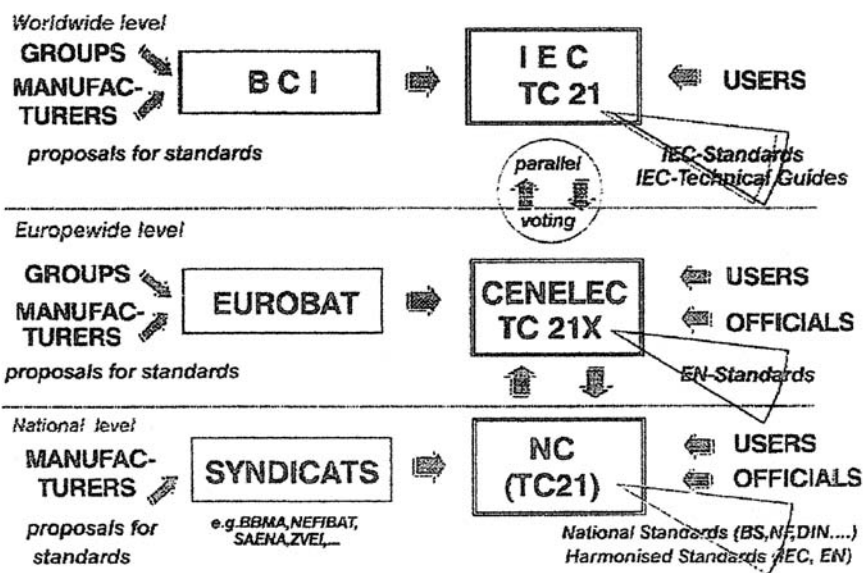 Worldwide level
GROUPS
MANUFAC-
TURERS
B C I
I E C
TC 21
USERS
proposals for standards
parallel
voting
IEC-Standards
IEC-Technical Guides
Europewide level
GROUPS
MANUFAC-
TURERS
EUROBAT
CENELEC
TC 21X
USERS
OFFICIALS
proposals for standards
EN-Standards
National level
MANUFAC-
TURERS
SYNDICATS
NC
(TC21)
USERS
OFFICIALS
proposals for
standards
e.g.BBMA,NEFIBAT,
SAENA,ZVEI,...
National Standards (BS,NF,DIN....)
Harmonised Standards (IEC, EN)